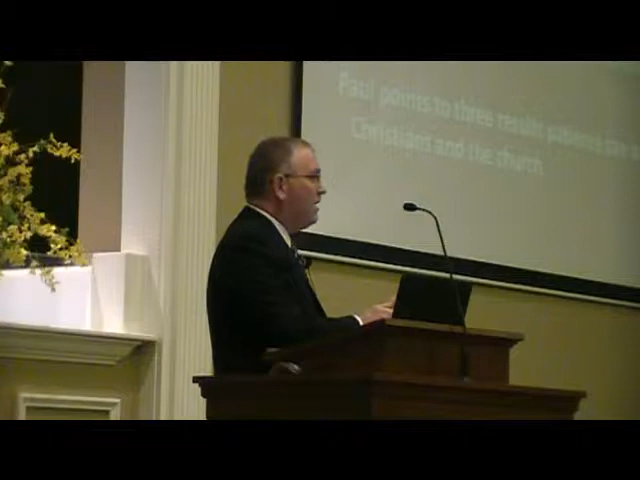 Paul points to three results
Christians and the church